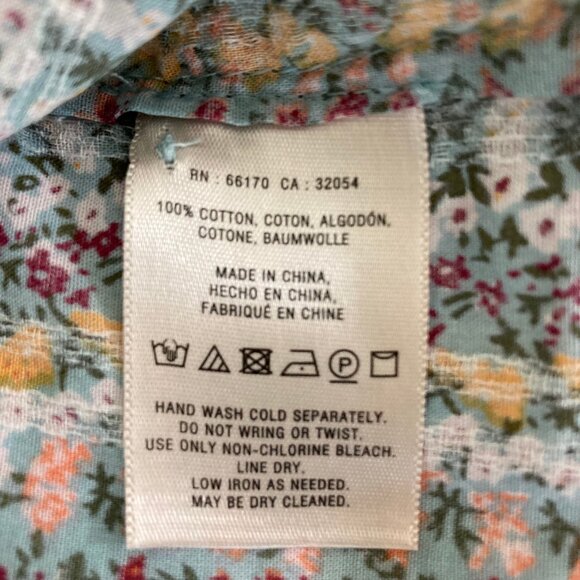 RN : 66170 CA : 32054
100% COTTON, COTON, ALGODÓN,
COTONE, BAUMWOLLE
MADE IN CHINA,
HECHO EN CHINA,
FABRIQUÉ EN CHINE
P
HAND WASH COLD SEPARATELY.
DO NOT WRING OR TWIST.
USE ONLY NON-CHLORINE BLEACH.
LINE DRY.
LOW IRON AS NEEDED.
MAY BE DRY CLEANED.